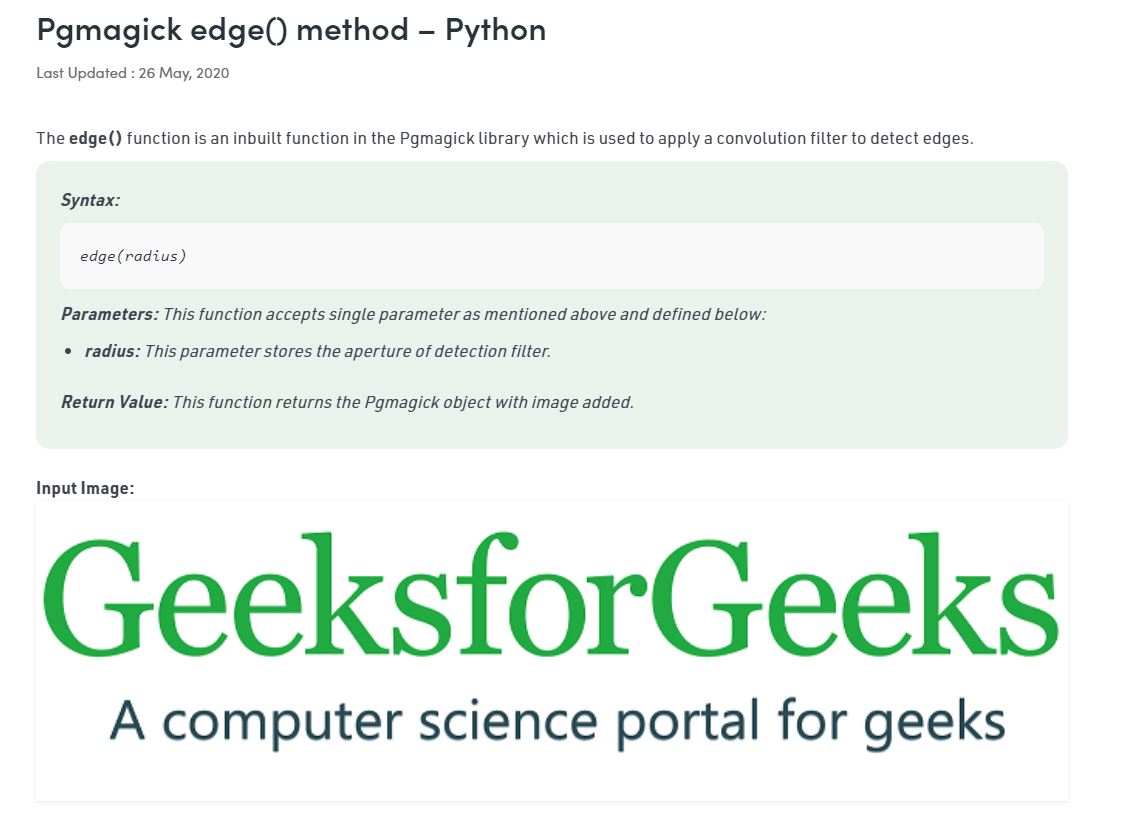 Pgmagick edge() method – Python
Last Updated : 26 May, 2020
The edge() function is an inbuilt function in the Pgmagick library which is used to apply a convolution filter to detect edges.
Syntax:
edge(radius)
Parameters: This function accepts single parameter as mentioned above and defined below:
• radius: This parameter stores the aperture of detection filter.
Return Value: This function returns the Pgmagick object with image added.
Input Image:
GeeksforGeeks
A computer science portal for geeks